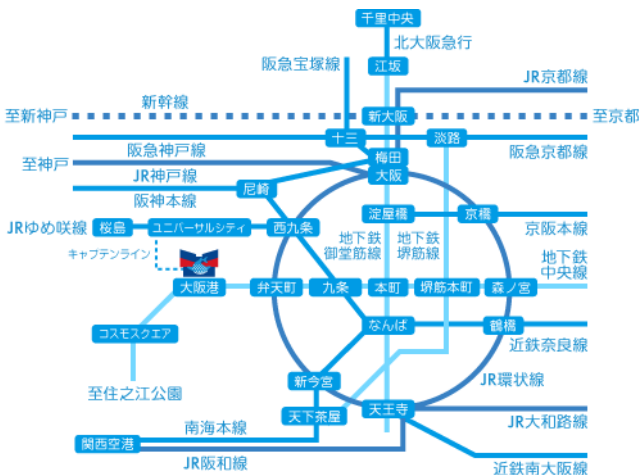 千里中央
北大阪急行
阪急宝塚線
江坂
JR京都線
新幹線
至新神戸
新大阪
至京都
十三
淡路
阪急神戸線
梅田
阪急京都線
至神戸
JR神戸線
大阪
阪神本線
尼崎
淀屋橋
京橋
JRゆめ咲線
桜島
ユニバーサルシティ
西九条
京阪本線
地下鉄
御堂筋線
地下鉄
堺筋線
キャプテンライン
地下鉄
中央線
大阪港
弁天町
九条
本町
堺筋本町
森ノ宮
コスモスクエア
なんば
鶴橋
近鉄奈良線
至住之江公園
新今宮
JR環状線
天下茶屋
天王寺
JR大和路線
南海本線
関西空港
JR阪和線
近鉄南大阪線